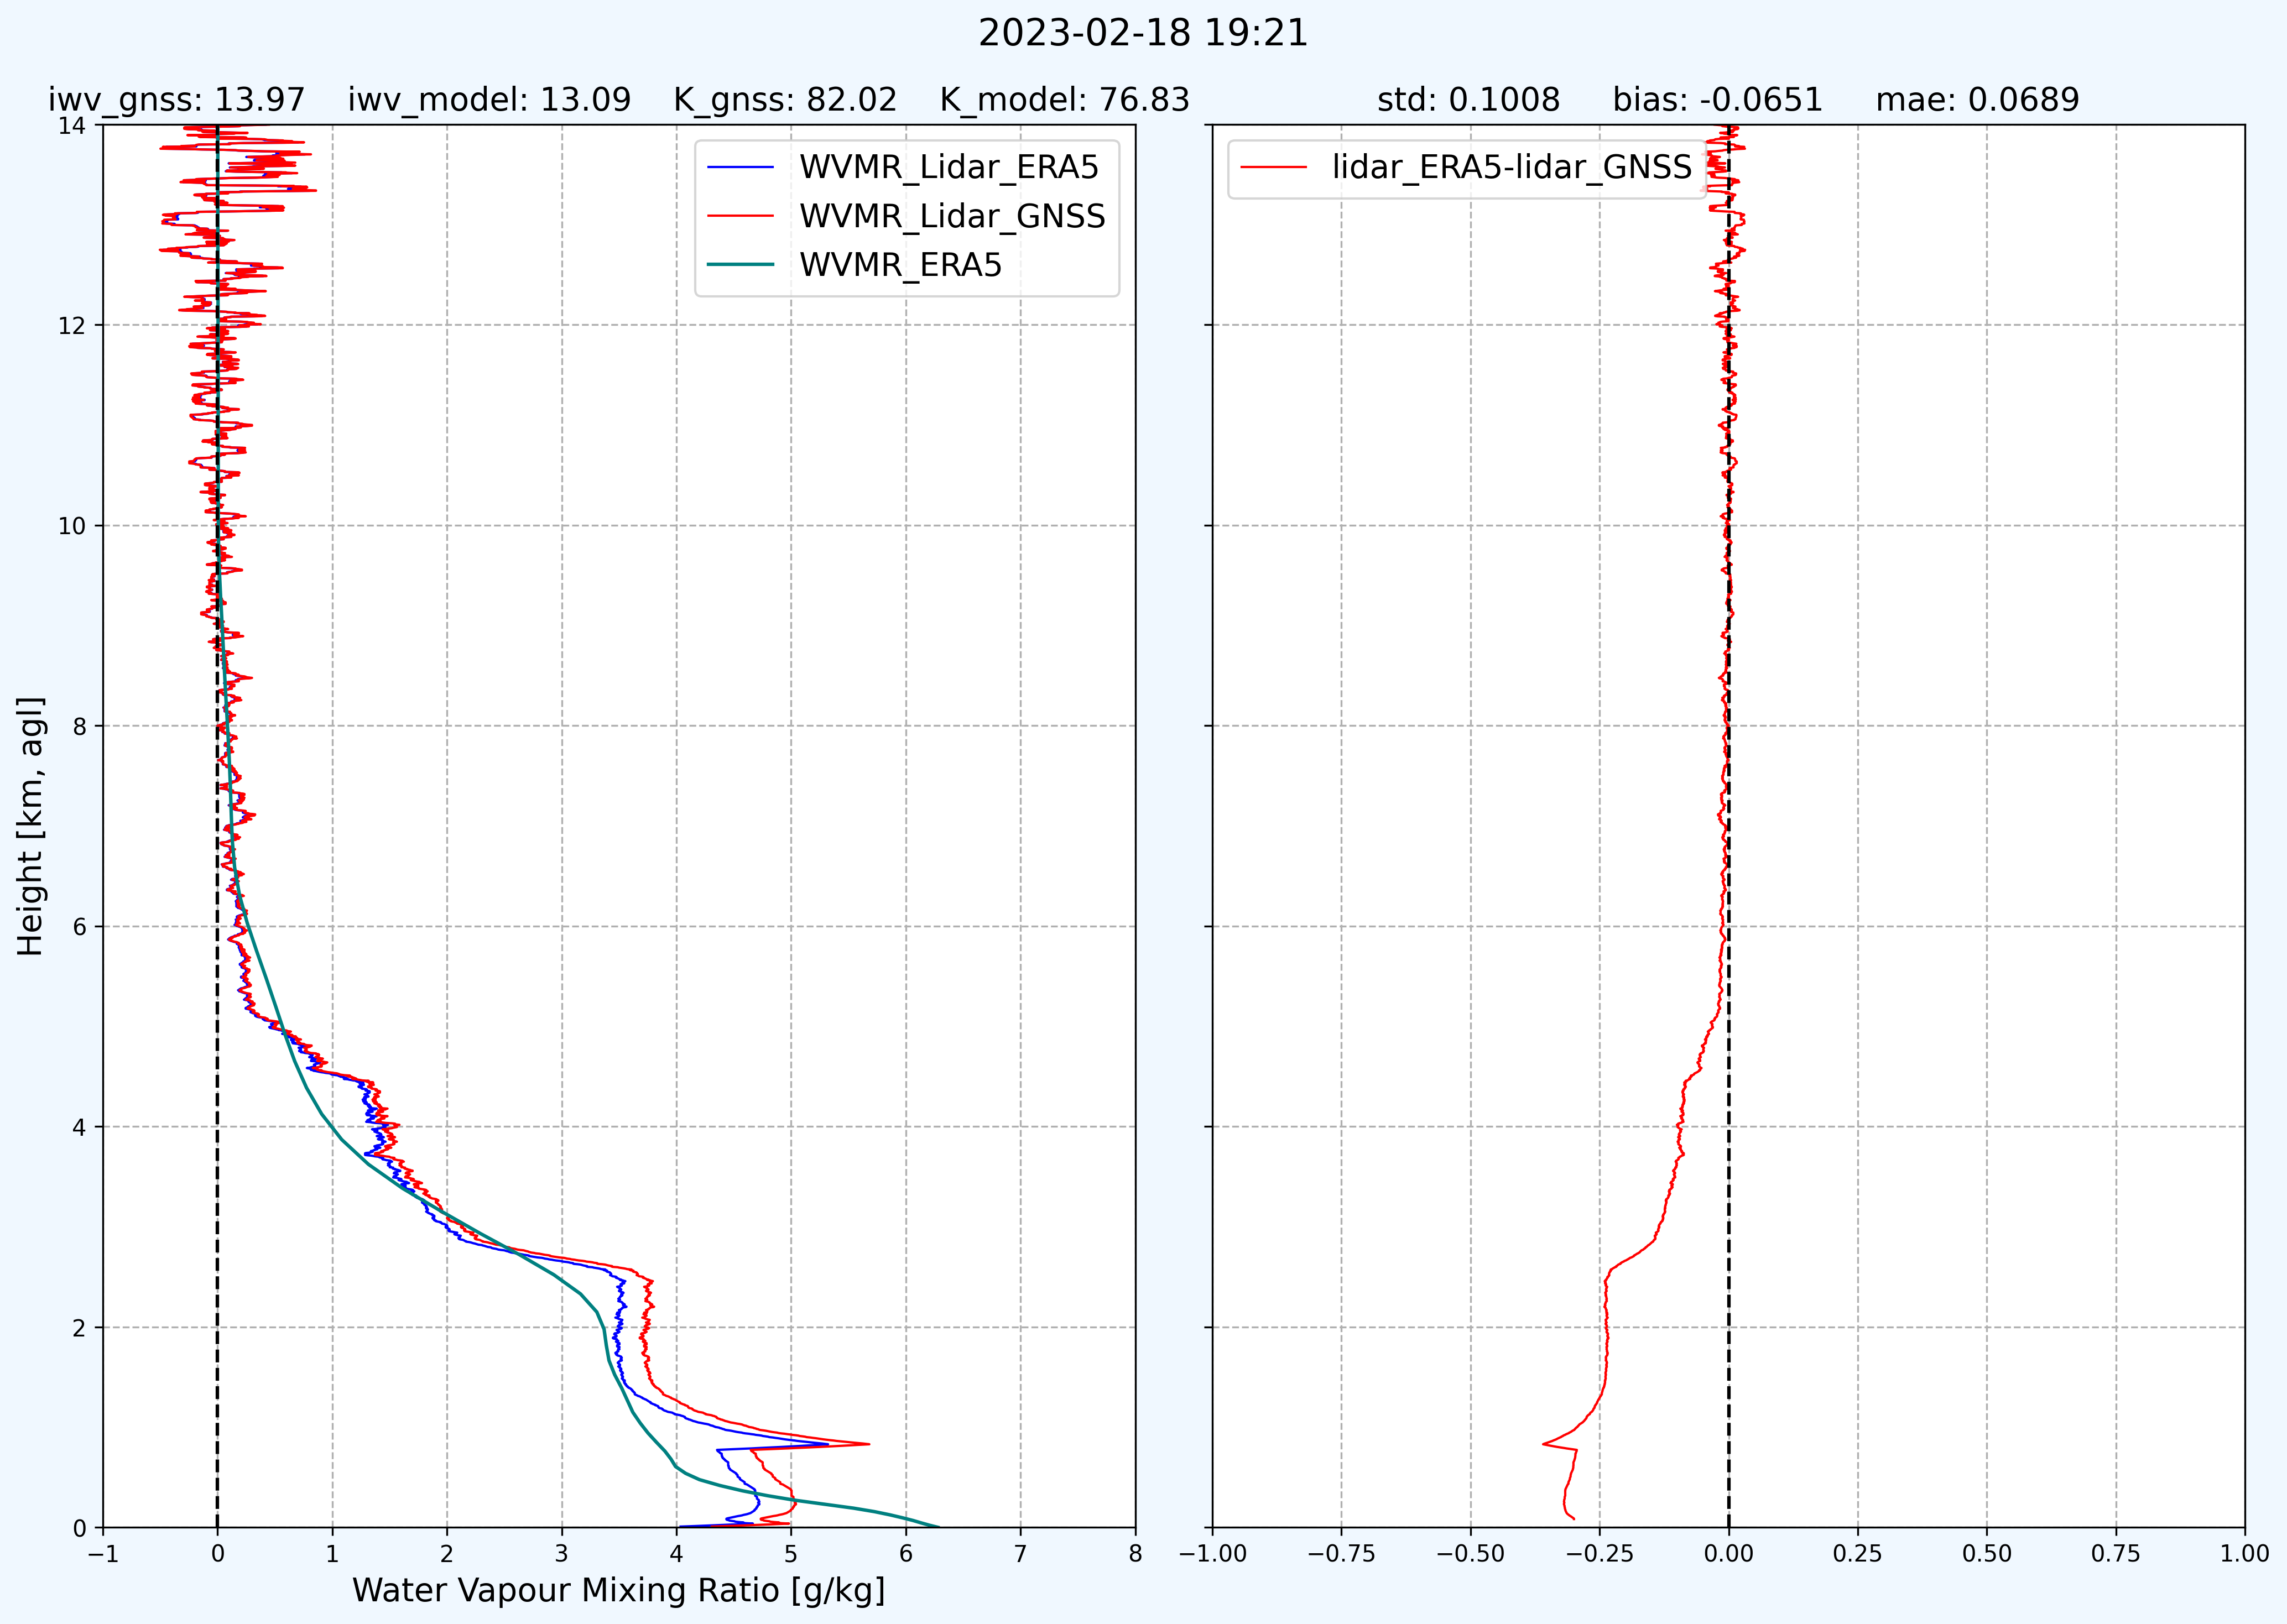 2023-02-18 19:21
iwv_gnss: 13.97 iwv_model: 13.09 K_gnss: 82.02 K_model: 76.83
std: 0.1008 bias: -0.0651 mae: 0.0689
WVMR_Lidar_ERA5
WVMR_Lidar_GNSS
WVMR_ERA5
lidar_ERA5-lidar_GNSS
Height [km, agl]
14
12
10
8
6
4
2
0
−1 0 1 2 3 4 5 6 7 8
Water Vapour Mixing Ratio [g/kg]
−1.00 −0.75 −0.50 −0.25 0.00 0.25 0.50 0.75 1.00